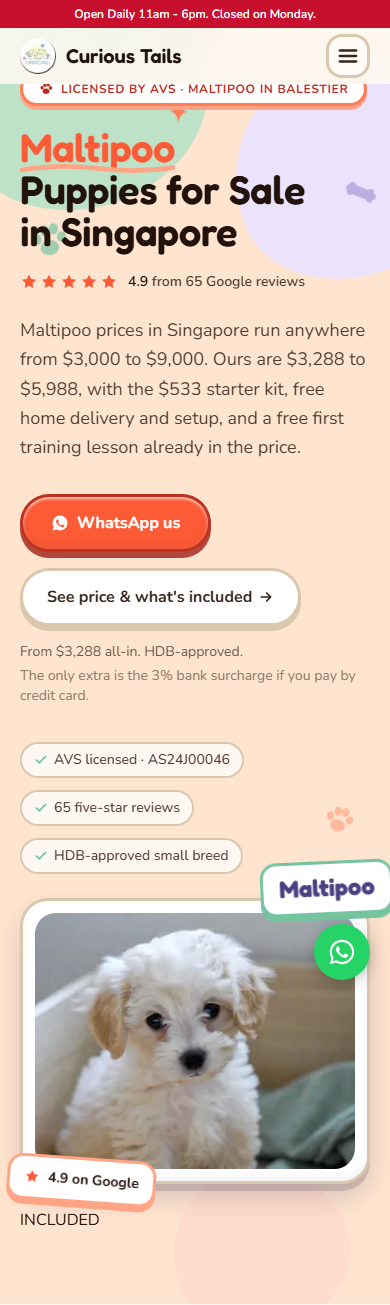 Open Daily 11am - 6pm. Closed on Monday.
Curious Tails
LICENSED BY AVS · MALTIPOO IN BALESTIER
Maltipoo
Puppies for Sale
in Singapore
4.9 from 65 Google reviews
Maltipoo prices in Singapore run anywhere
from $3,000 to $9,000. Ours are $3,288 to
$5,988, with the $533 starter kit, free
home delivery and setup, and a free first
training lesson already in the price.
WhatsApp us
See price & what's included →
From $3,288 all-in. HDB-approved.
The only extra is the 3% bank surcharge if you pay by
credit card.
AVS licensed · AS24J00046
65 five-star reviews
HDB-approved small breed
Maltipoo
4.9 on Google
INCLUDED